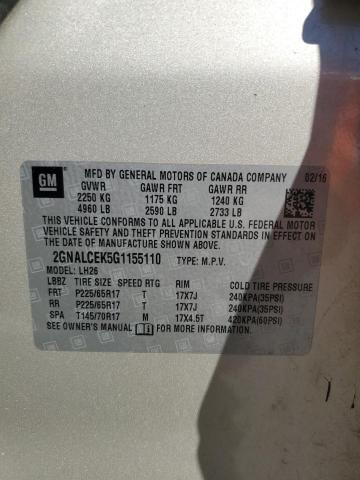 GM
MFD BY GENERAL MOTORS OF CANADA COMPANY 02/16
GVWR GAWR FRT GAWR RR
2250 KG 1175 KG 1240 KG
4960 LB 2590 LB 2733 LB
THIS VEHICLE CONFORMS TO ALL APPLICABLE U.S. FEDERAL MOTOR
VEHICLE SAFETY, BUMPER, AND THEFT PREVENTION STANDARDS
IN EFFECT ON THE DATE OF MANUFACTURE SHOWN ABOVE.
2GNALCEK5G1155110 TYPE: M.P.V.
MODEL: LH26
LBBZ TIRE SIZE SPEED RTG RIM COLD TIRE PRESSURE
FRT P225/65R17 T 17X7J 240KPA(35PSI)
RR P225/65R17 T 17X7J 240KPA(35PSI)
SPA T145/70R17 M 17X4.5T 420KPA(60PSI)
SEE OWNER'S MANUAL FOR ADDITIONAL INFORMATION.